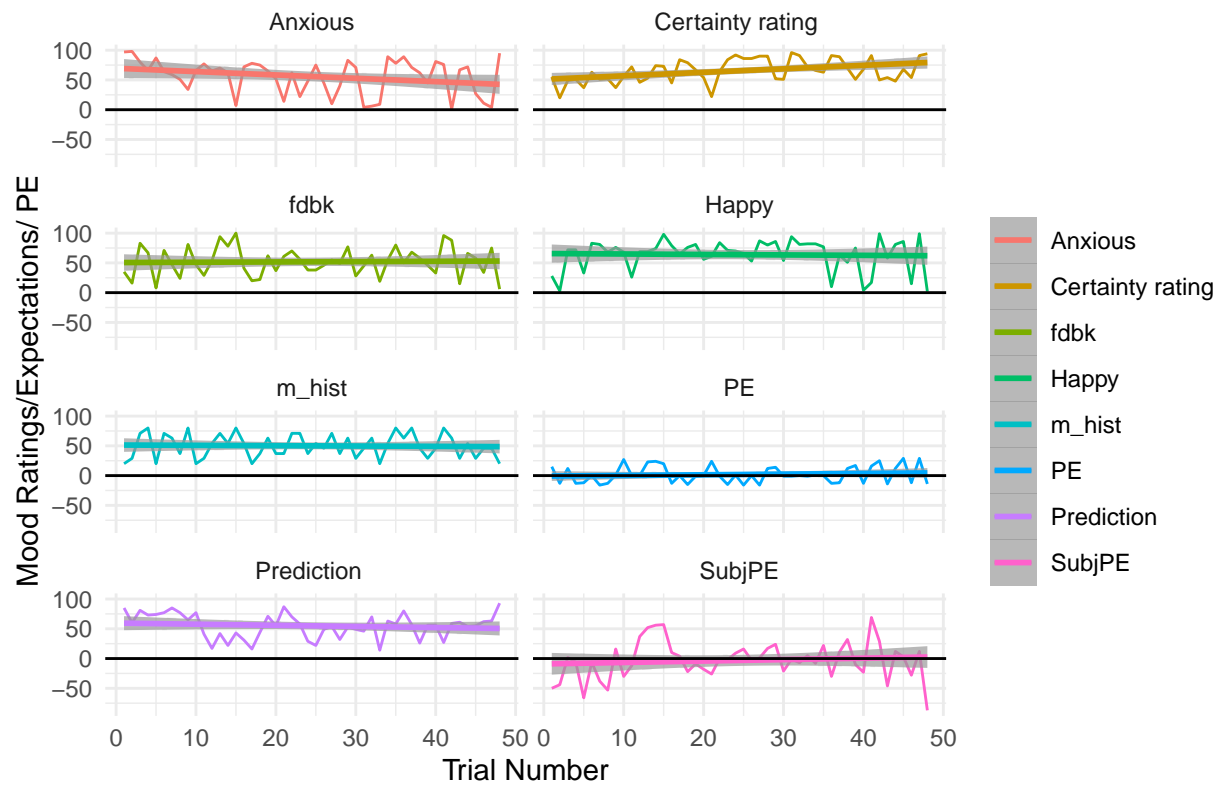 Anxious
Certainty rating
100
50
0
−50
fdbk
Happy
100
50
0
−50
m_hist
PE
100
50
0
−50
Prediction
SubjPE
100
50
0
−50
0 10 20 30 40 50 0 10 20 30 40 50
Trial Number
Mood Ratings/Expectations/ PE
Anxious
Certainty rating
fdbk
Happy
m_hist
PE
Prediction
SubjPE